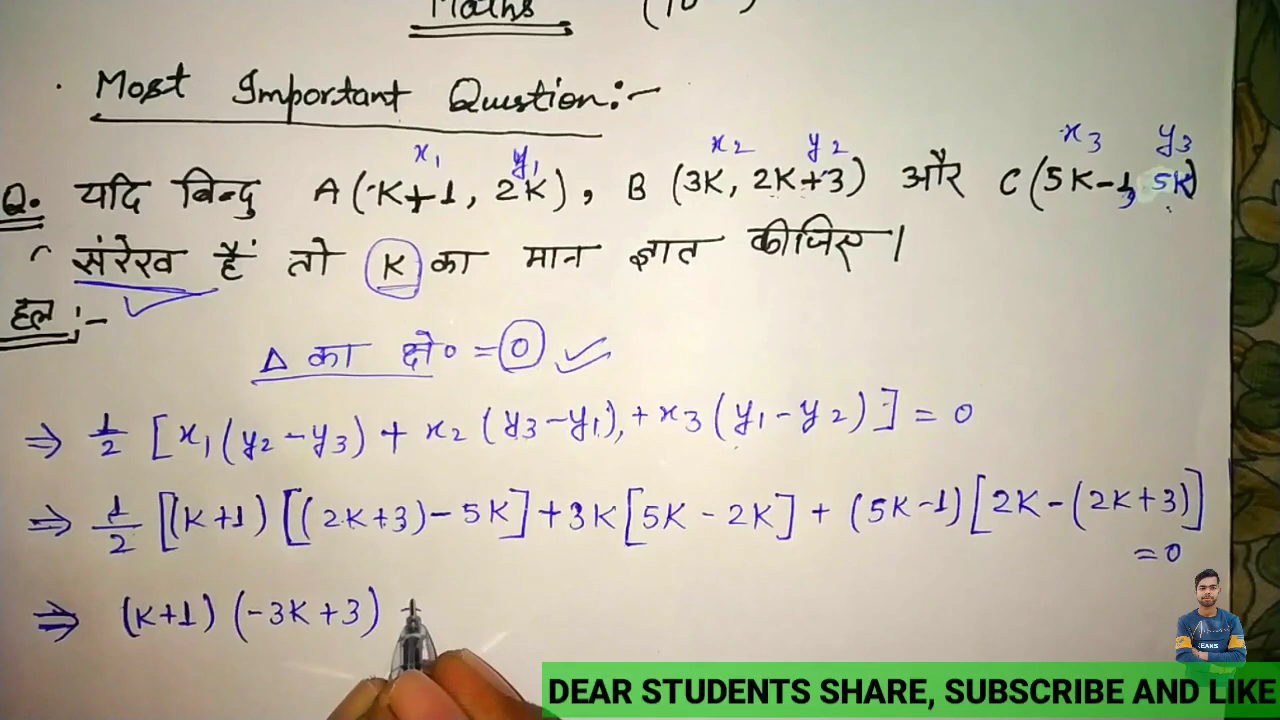 Maths
Most Important Question:-
x₁ y₁ x₂ y₂ x₃ y₃
Q. यदि बिन्दु A(K+1, 2K), B (3K, 2K+3) और C (5K-1, 5K)
संरेख हैं तो K का मान ज्ञात कीजिए।
हल:-
Δ का क्षे० = 0
⇒ 1/2 [x₁(y₂-y₃) + x₂(y₃-y₁) + x₃(y₁-y₂)] = 0
⇒ 1/2 [(K+1) [(2K+3)-5K] + 3K[5K-2K] + (5K-1)[2K-(2K+3)]
=0
⇒ (K+1) (-3K+3) +
DEAR STUDENTS SHARE, SUBSCRIBE AND LIKE